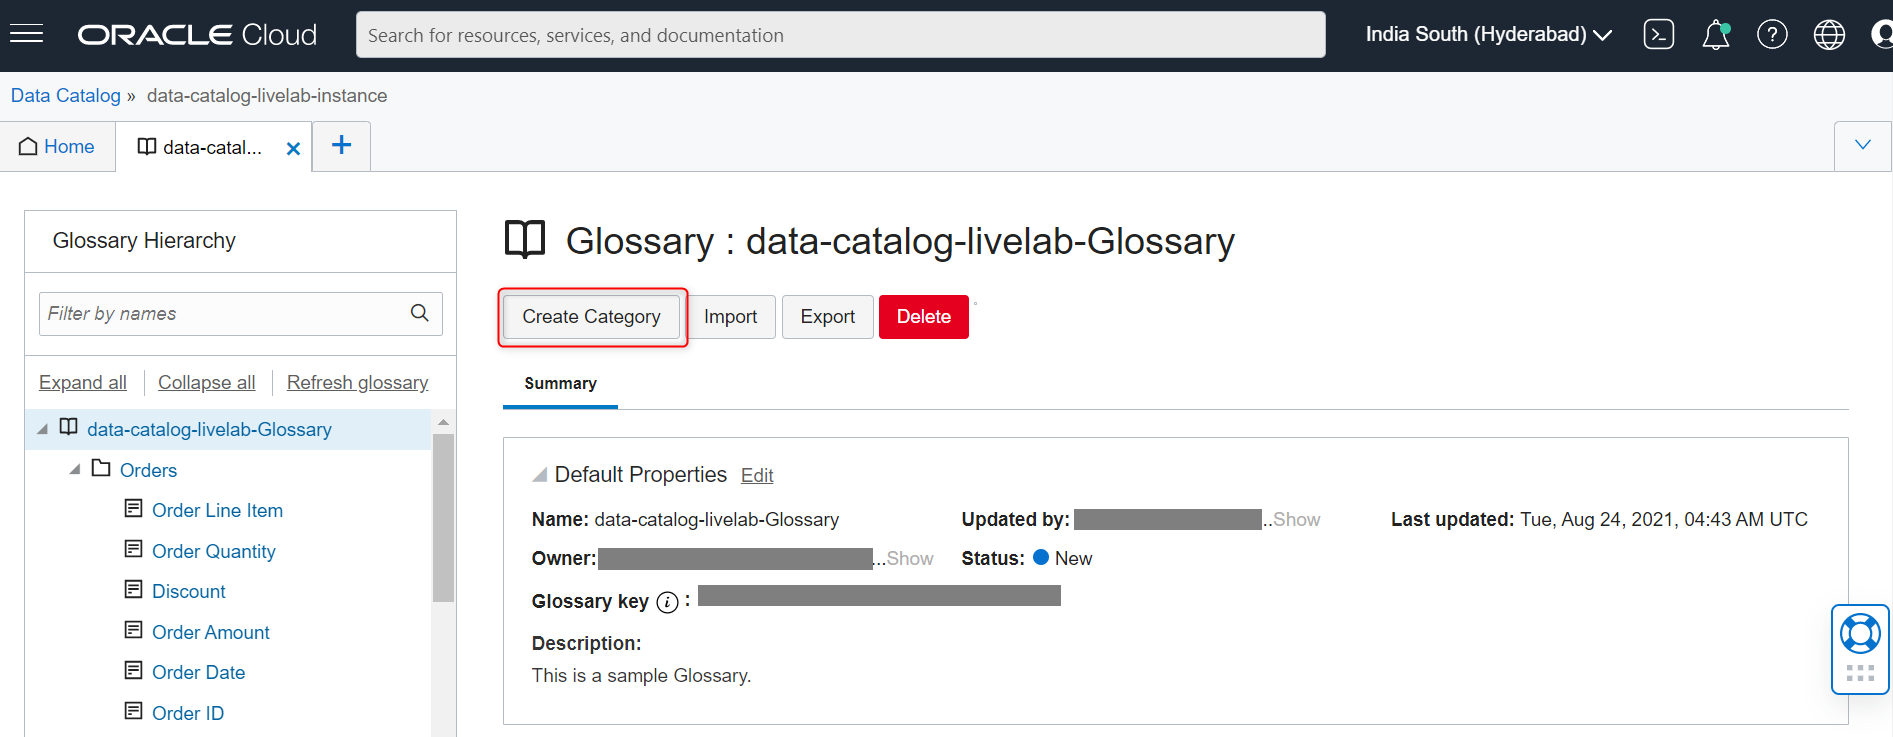 ORACLE Cloud
Search for resources, services, and documentation
India South (Hyderabad)
Data Catalog » data-catalog-livelab-instance
Home
data-catal...
Glossary Hierarchy
Filter by names
Expand all
Collapse all
Refresh glossary
data-catalog-livelab-Glossary
Orders
Order Line Item
Order Quantity
Discount
Order Amount
Order Date
Order ID
Glossary : data-catalog-livelab-Glossary
Create Category
Import
Export
Delete
Summary
Default Properties Edit
Name: data-catalog-livelab-Glossary
Updated by: ..Show
Last updated: Tue, Aug 24, 2021, 04:43 AM UTC
Owner: ...Show
Status: New
Glossary key i :
Description:
This is a sample Glossary.